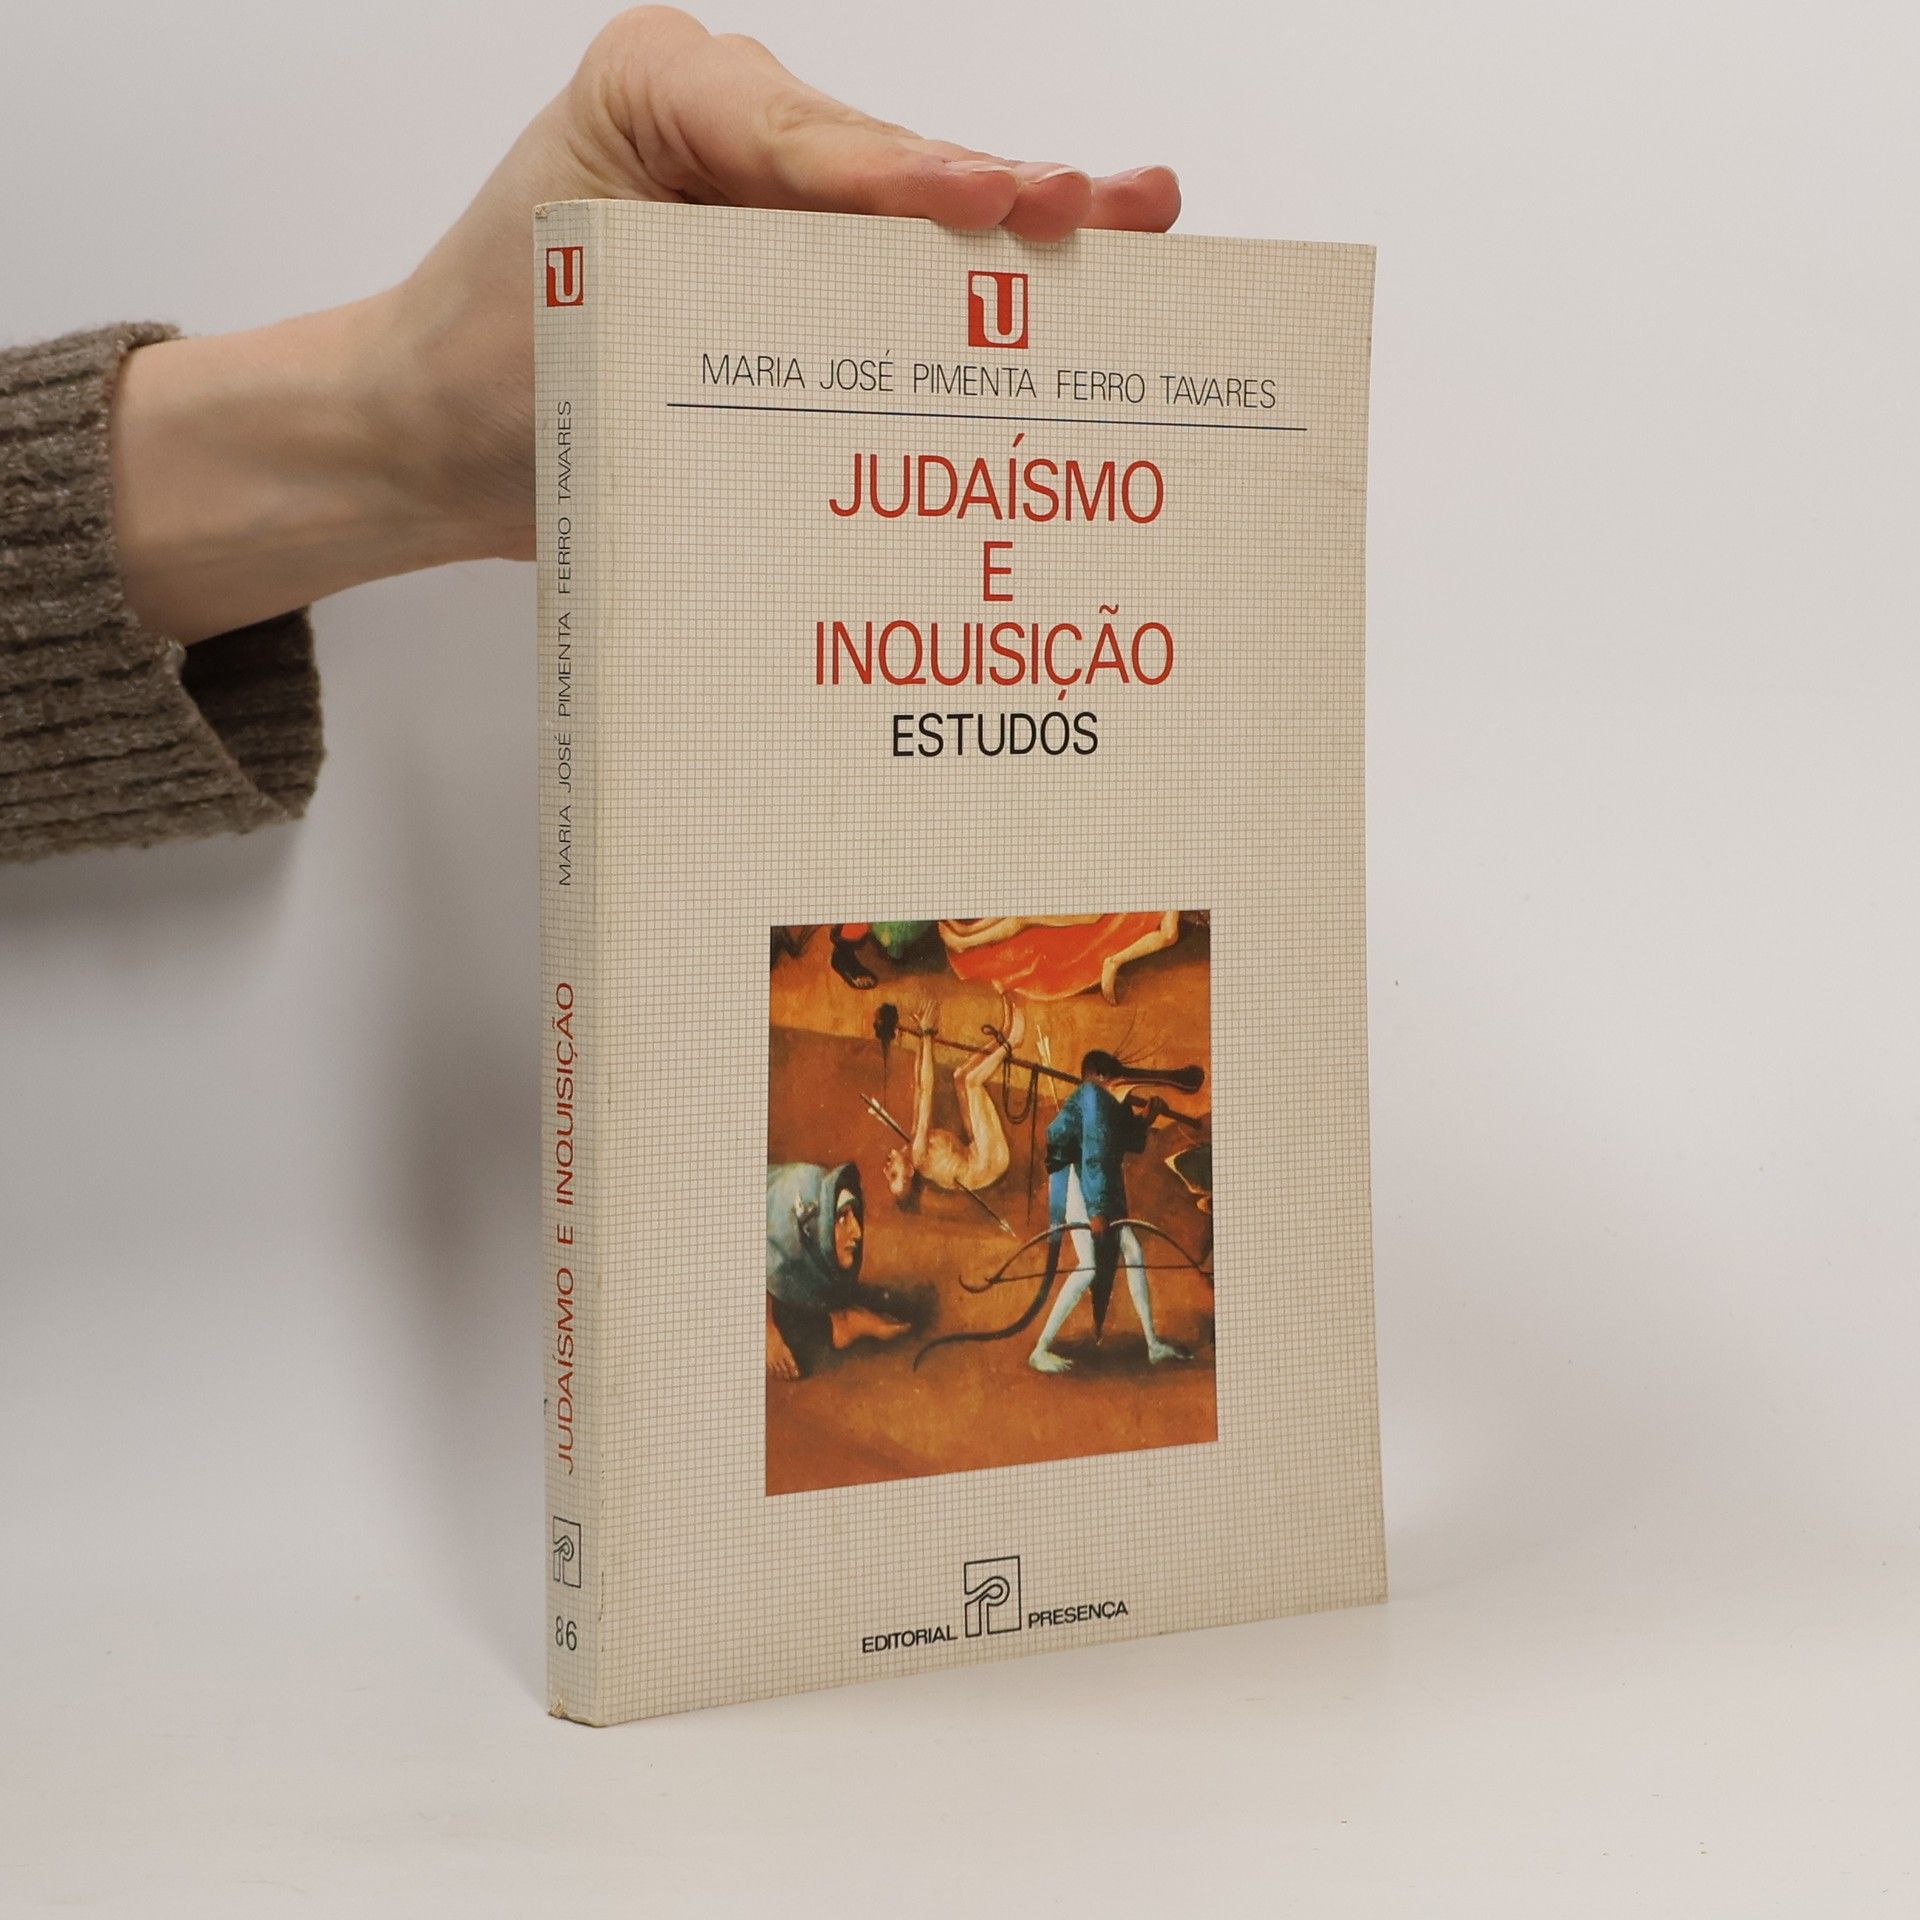 U
MARIA JOSÉ PIMENTA FERRO TAVARES
JUDAÍSMO
E
INQUISIÇÃO
ESTUDOS
EDITORIAL P PRESENÇA
U
MARIA JOSÉ PIMENTA FERRO TAVARES
JUDAÍSMO E INQUISIÇÃO
P
86